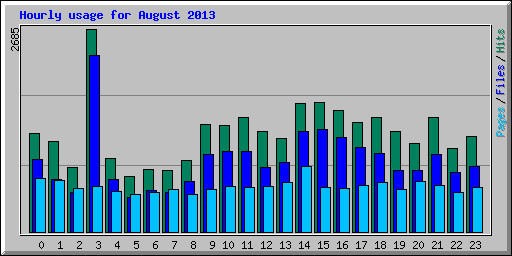 Hourly usage for August 2013
2685
Pages/Files/Hits
0 1 2 3 4 5 6 7 8 9 10 11 12 13 14 15 16 17 18 19 20 21 22 23